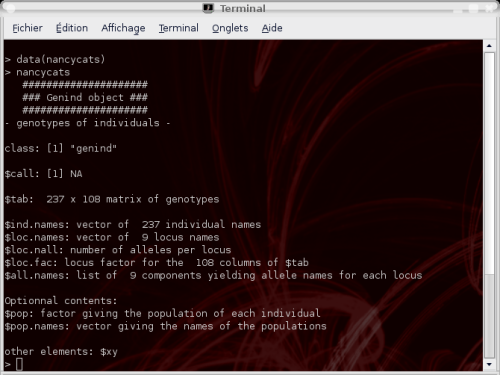 Terminal
Fichier Édition Affichage Terminal Onglets Aide
> data(nancycats)
> nancycats
#####################
### Genind object ###
#####################
- genotypes of individuals -
class: [1] "genind"
$call: [1] NA
$tab:  237 x 108 matrix of genotypes
$ind.names: vector of  237 individual names
$loc.names: vector of  9 locus names
$loc.nall: number of alleles per locus
$loc.fac: locus factor for the  108 columns of $tab
$all.names: list of  9 components yielding allele names for each locus
Optionnal contents:
$pop: factor giving the population of each individual
$pop.names: vector giving the names of the populations
other elements: $xy
>